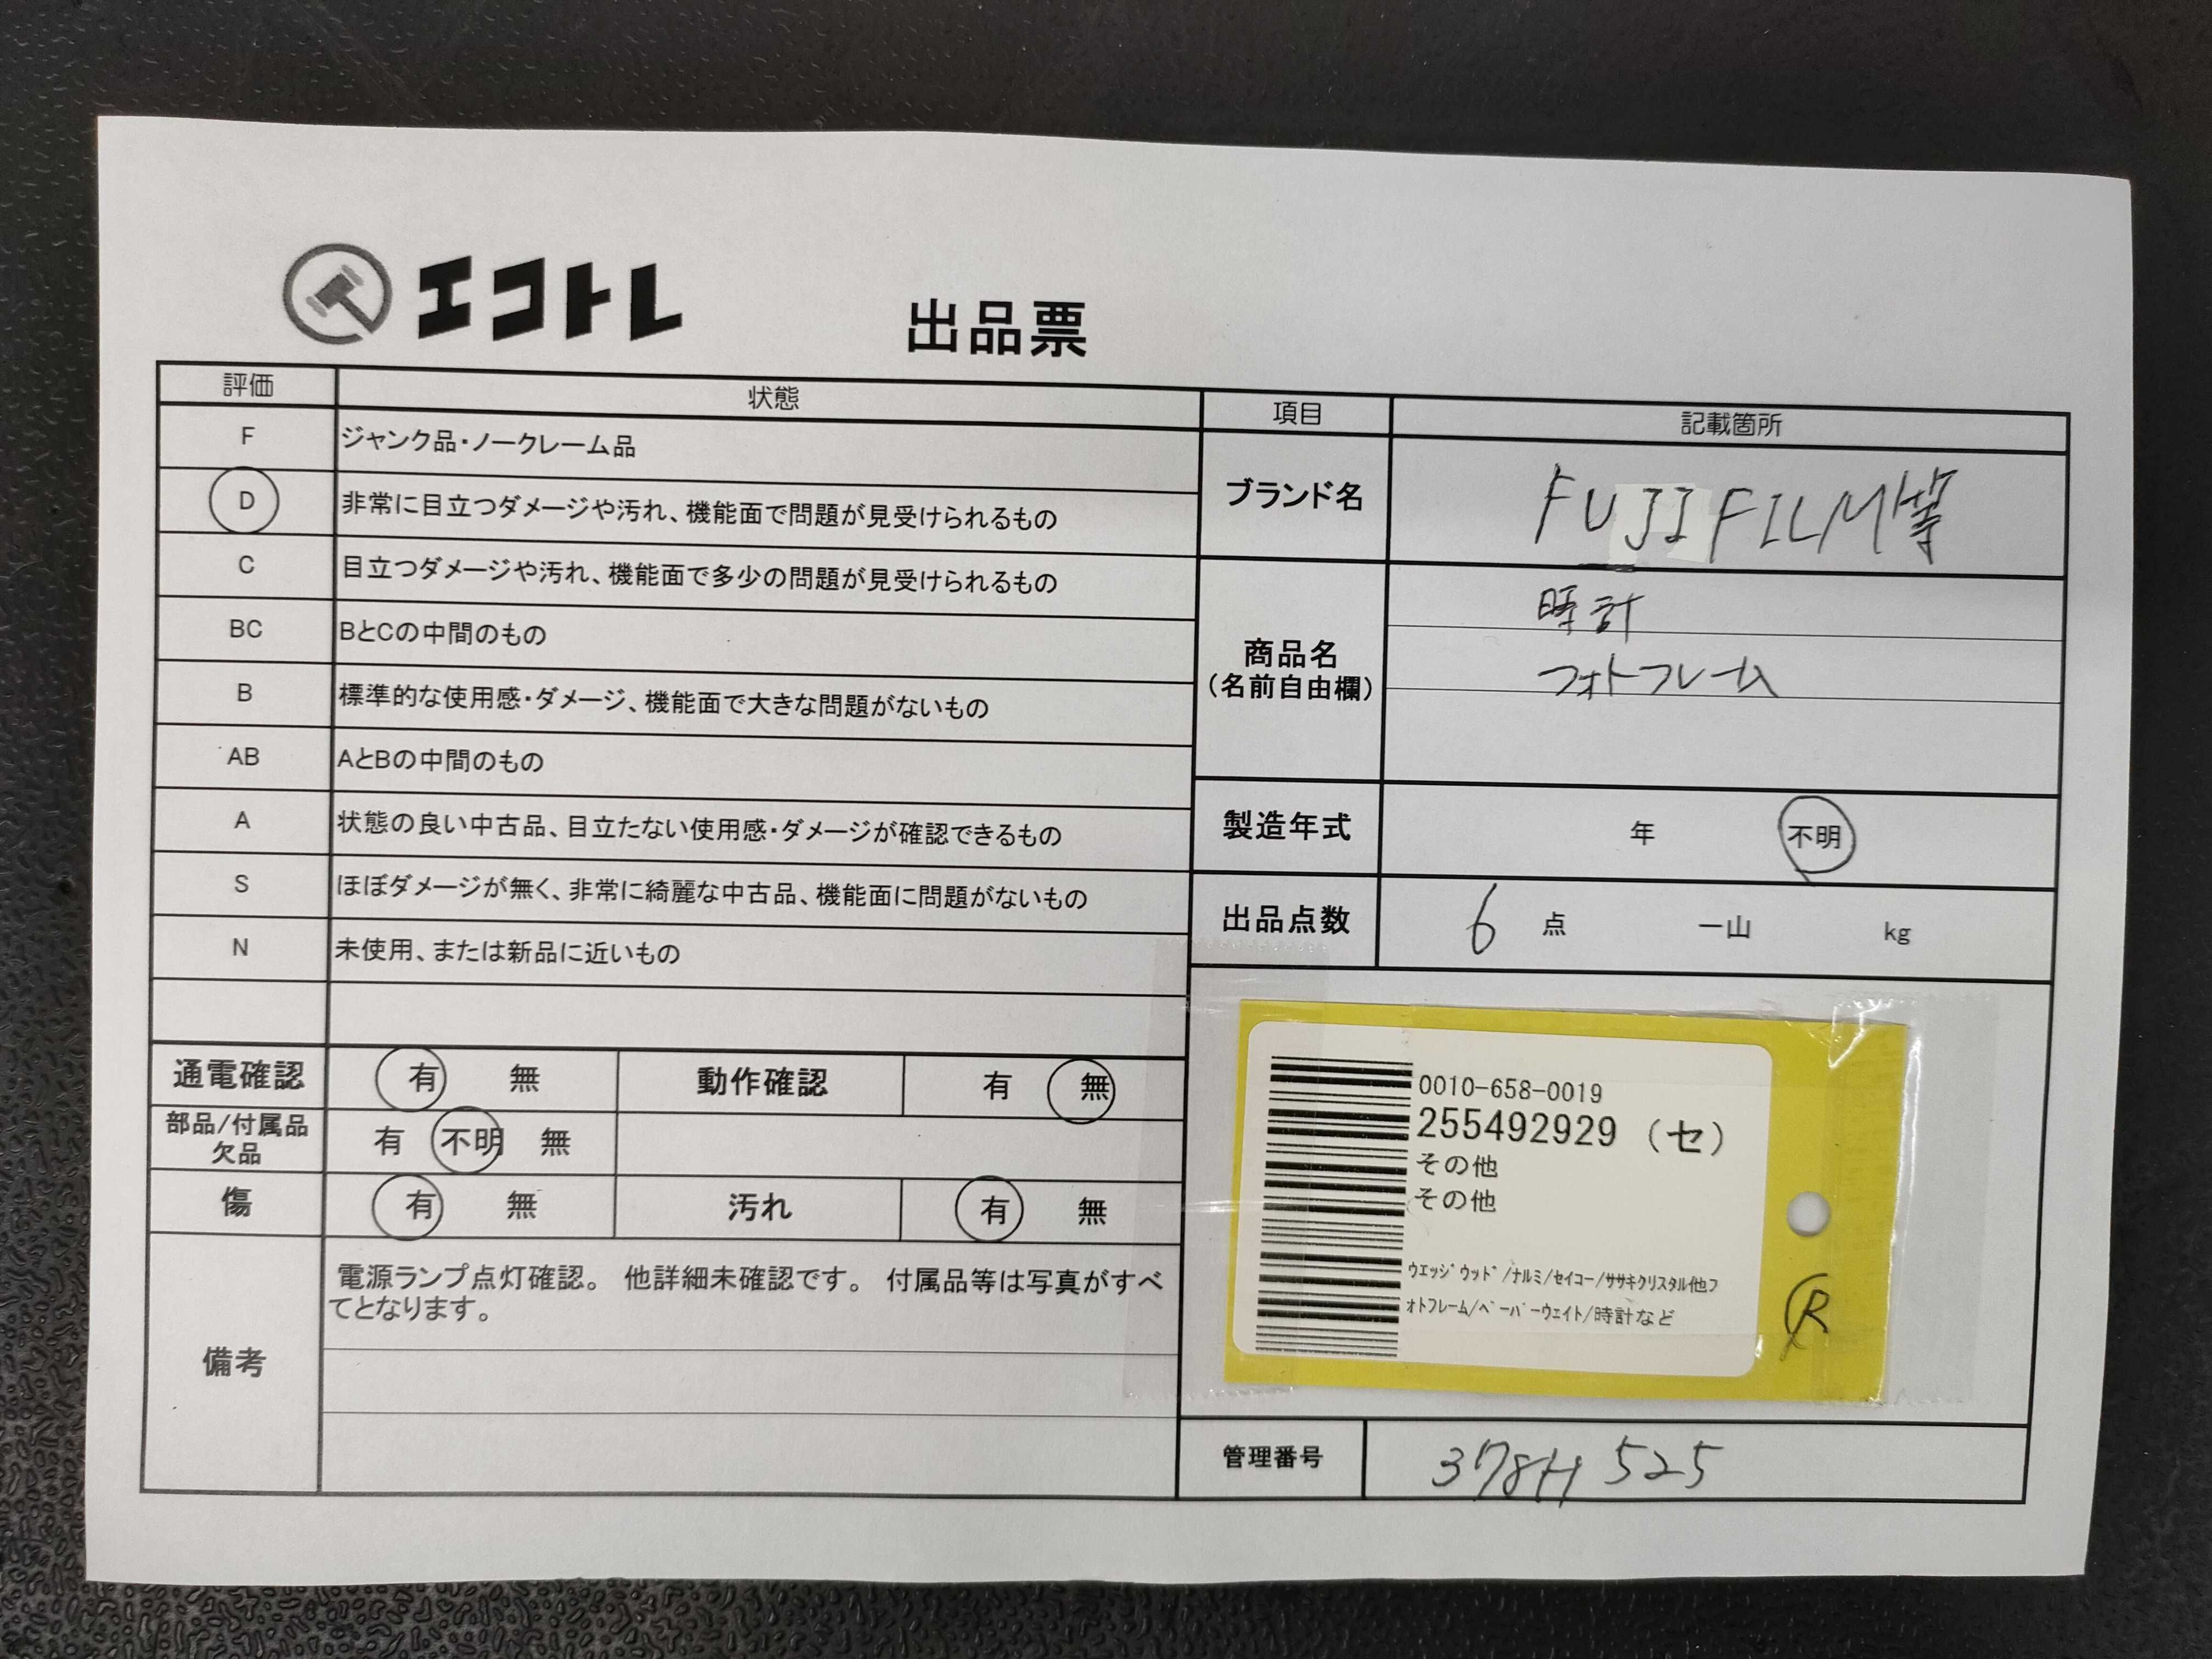 エコトレ
出品票
評価 状態
F ジャンク品・ノークレーム品
D 非常に目立つダメージや汚れ、機能面で問題が見受けられるもの
C 目立つダメージや汚れ、機能面で多少の問題が見受けられるもの
BC BとCの中間のもの
B 標準的な使用感・ダメージ、機能面で大きな問題がないもの
AB AとBの中間のもの
A 状態の良い中古品、目立たない使用感・ダメージが確認できるもの
S ほぼダメージが無く、非常に綺麗な中古品、機能面に問題がないもの
N 未使用、または新品に近いもの
通電確認 有 無 動作確認 有 無
部品/付属品
欠品
有 不明 無
傷 有 無 汚れ 有 無
備考
電源ランプ点灯確認。 他詳細未確認です。 付属品等は写真がすべ
てとなります。
項目 記載箇所
ブランド名 FUJIFILM等
商品名
(名前自由欄)
時計
フォトフレーム
製造年式 年 不明
出品点数 6 点 一山 kg
0010-658-0019
255492929 (セ)
その他
その他
ウエッジウッド/ナルミ/セイコー/ササキクリスタル他フ
ォトフレーム/ペーパーウェイト/時計など
R
管理番号 378H 525